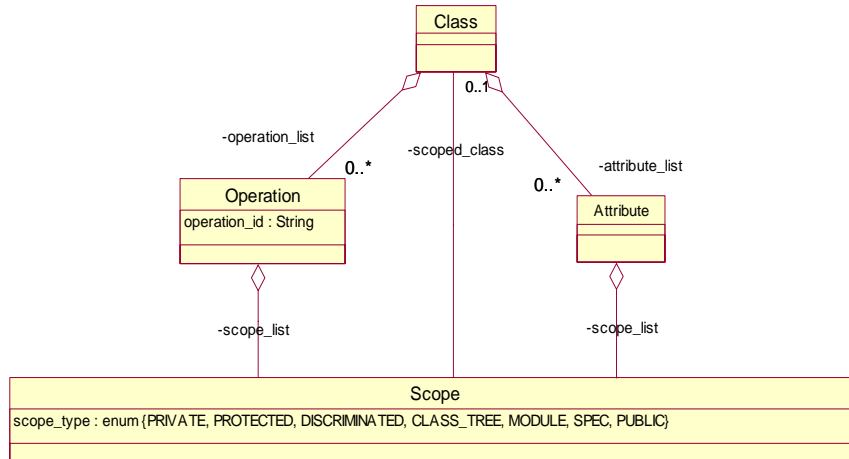 Class
0..1
-operation_list
-scoped_class
-attribute_list
0..*
0..*
Operation
operation_id : String
Attribute
-scope_list
-scope_list
Scope
scope_type : enum {PRIVATE, PROTECTED, DISCRIMINATED, CLASS_TREE, MODULE, SPEC, PUBLIC}